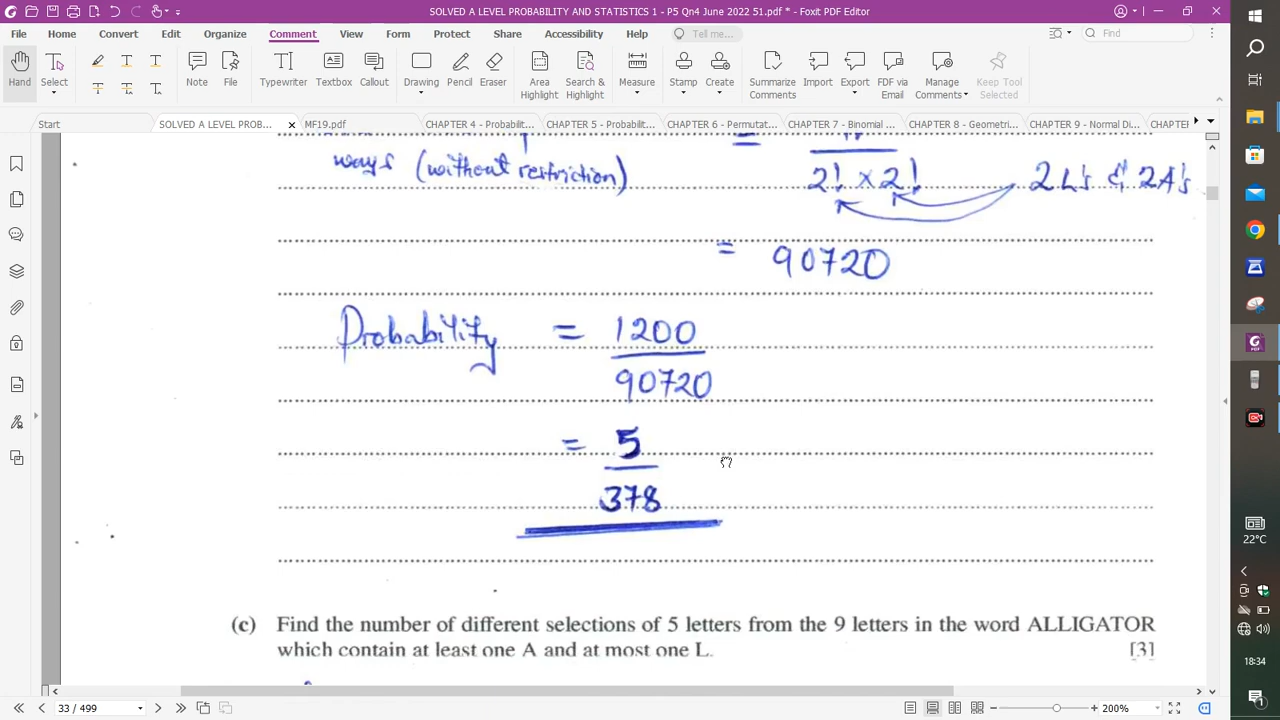 SOLVED A LEVEL PROBABILITY AND STATISTICS 1 - P5 Qn4 June 2022 51.pdf * - Foxit PDF Editor
File Home Convert Edit Organize Comment View Form Protect Share Accessibility Help Tell me... Find
Hand Select Note File Typewriter Textbox Callout Drawing Pencil Eraser Area Highlight Search & Highlight Measure Stamp Create Summarize Comments Import Export FDF via Email Manage Comments Keep Tool Selected
Start SOLVED A LEVEL PROB... MF19.pdf CHAPTER 4 - Probabilit... CHAPTER 5 - Probabilit... CHAPTER 6 - Permutat... CHAPTER 7 - Binomial ... CHAPTER 8 - Geometri... CHAPTER 9 - Normal Di... CHAPTE
ways (without restriction) =
2! × 2! 2 L's & 2 A's
= 90720
Probability = 1200
90720
= 5
378
(c) Find the number of different selections of 5 letters from the 9 letters in the word ALLIGATOR
which contain at least one A and at most one L. [3]
33 / 499 200%
22°C
18:34